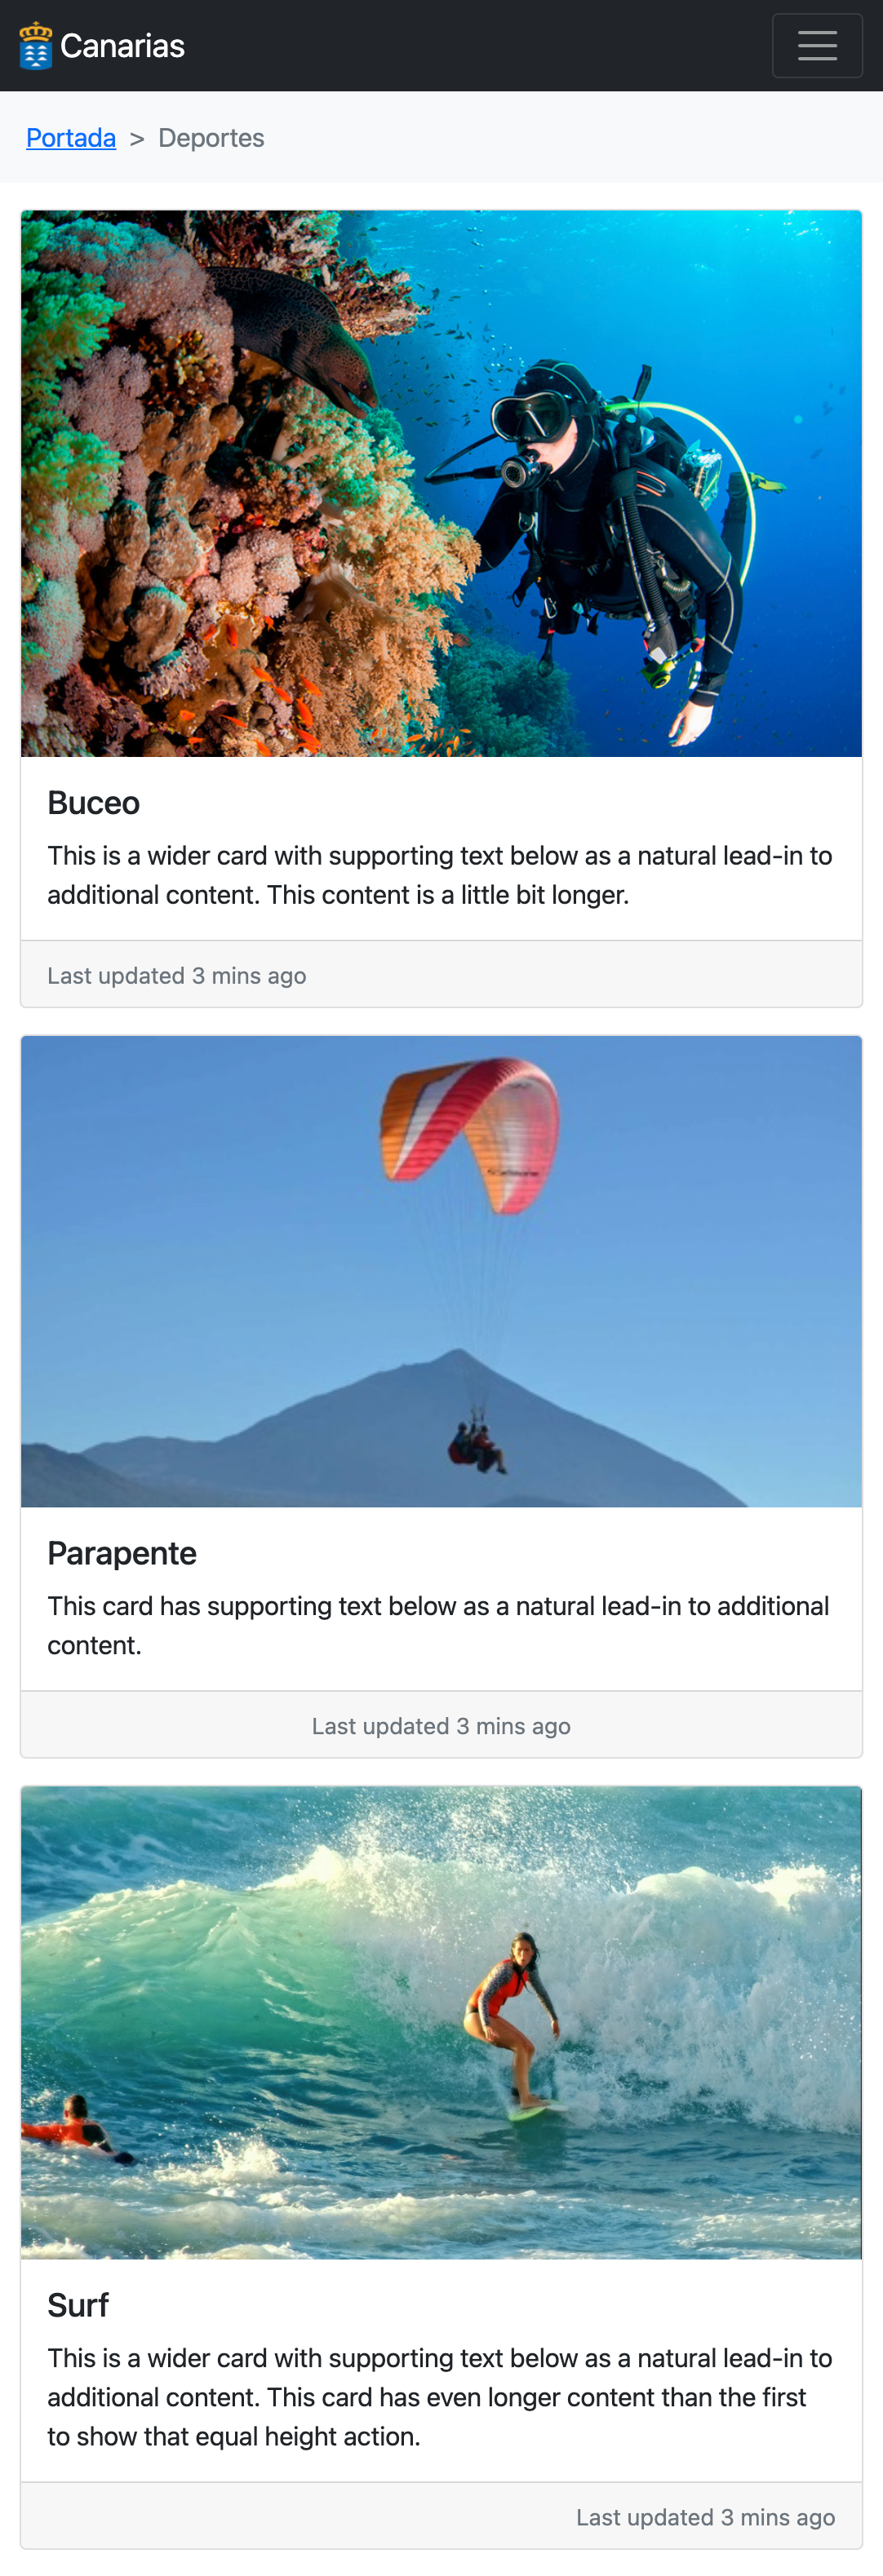 Canarias
Portada > Deportes
Buceo
This is a wider card with supporting text below as a natural lead-in to
additional content. This content is a little bit longer.
Last updated 3 mins ago
Parapente
This card has supporting text below as a natural lead-in to additional
content.
Last updated 3 mins ago
Surf
This is a wider card with supporting text below as a natural lead-in to
additional content. This card has even longer content than the first
to show that equal height action.
Last updated 3 mins ago